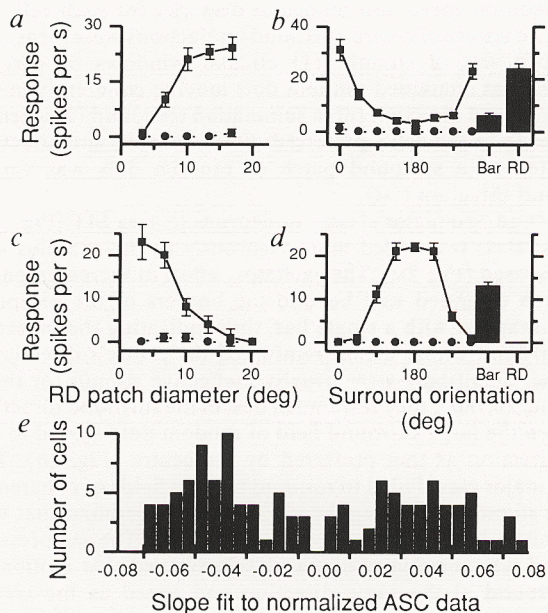 a
b
Response
(spikes per s)
30
15
0
0
10
20
40
20
0
0
180
Bar RD
c
d
Response
(spikes per s)
20
10
0
0
10
20
20
10
0
0
180
Bar RD
RD patch diameter (deg)
Surround orientation
(deg)
e
Number of cells
10
5
0
-0.08 -0.06 -0.04 -0.02 0.00 0.02 0.04 0.06 0.08
Slope fit to normalized ASC data